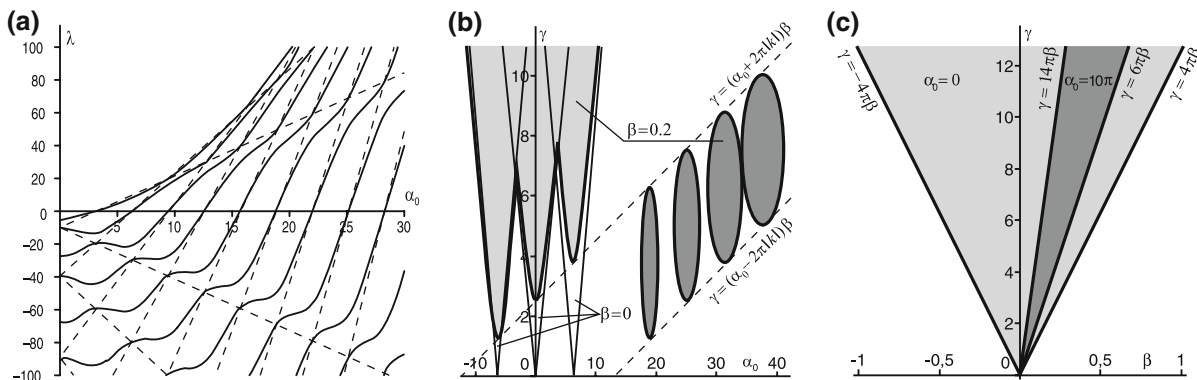 (a)
λ
100
80
60
40
20
0
-20
-40
-60
-80
-100
5
10
15
20
25
30
α₀
(b)
γ
10
8
6
4
2
β=0.2
β=0
γ=(α₀+2π|k|)β
γ=(α₀-2π|k|)β
-10
0
10
20
30
40
α₀
(c)
γ
12
10
8
6
4
2
γ=-4πβ
α₀=0
γ=14πβ
α₀=10π
γ=6πβ
γ=4πβ
-1
-0,5
0
0,5
1
β